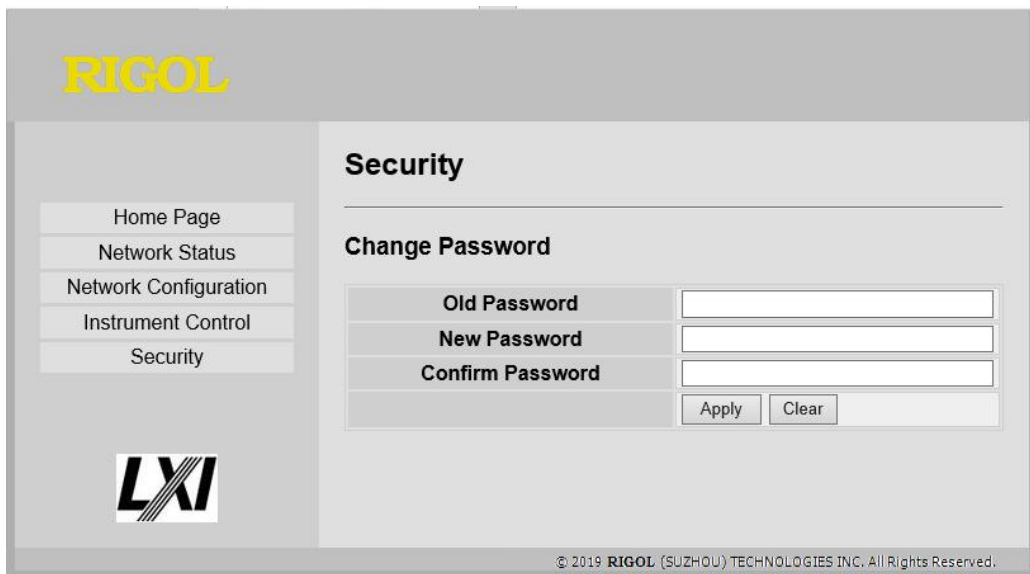 RIGOL
Home Page
Network Status
Network Configuration
Instrument Control
Security
LXI
Security
Change Password
Old Password
New Password
Confirm Password
Apply Clear
© 2019 RIGOL (SUZHOU) TECHNOLOGIES INC. All Rights Reserved.